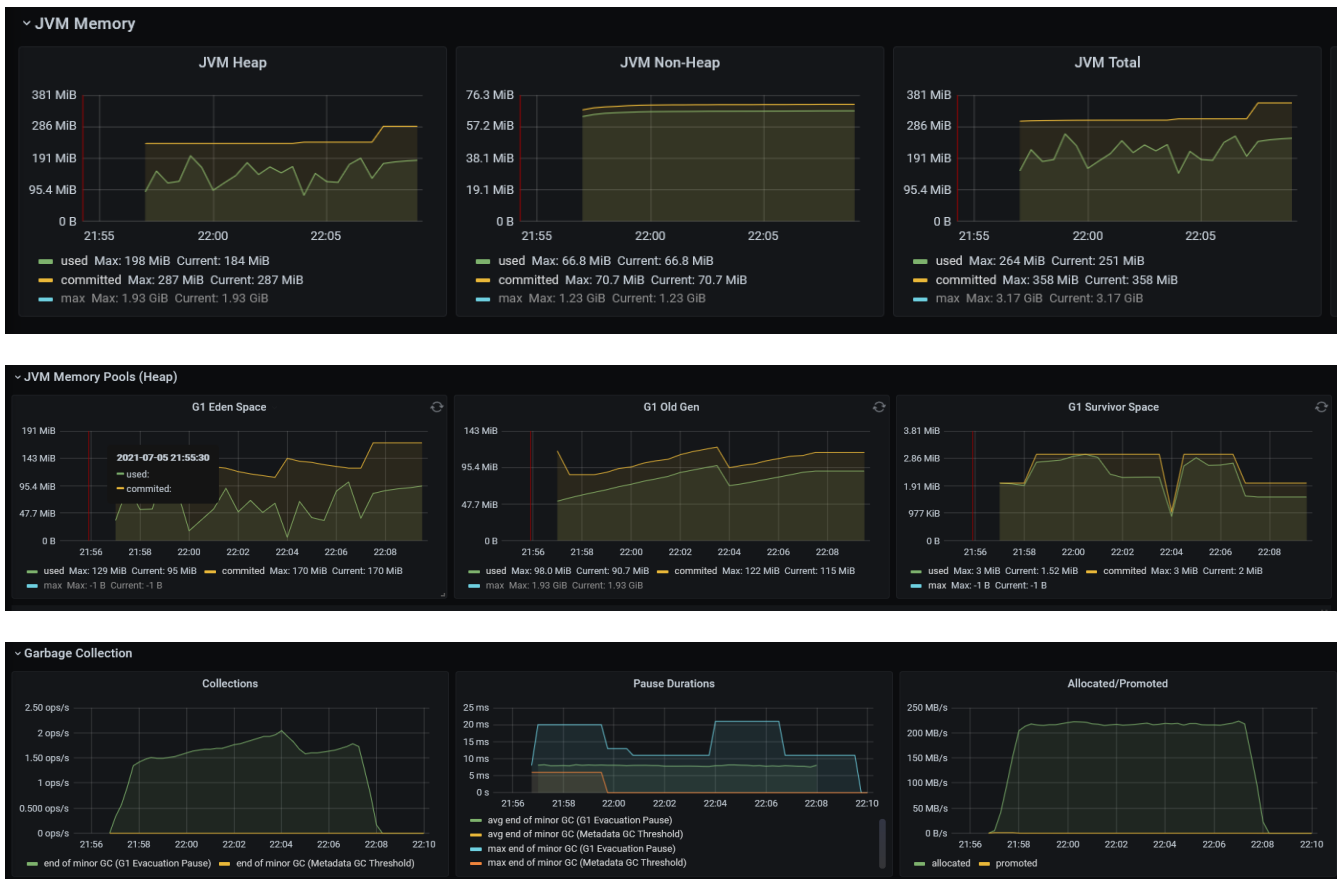 JVM Memory
JVM Heap
381 MiB
286 MiB
191 MiB
95.4 MiB
0 B
21:55 22:00 22:05
used Max: 198 MiB Current: 184 MiB
committed Max: 287 MiB Current: 287 MiB
max Max: 1.93 GiB Current: 1.93 GiB
JVM Non-Heap
76.3 MiB
57.2 MiB
38.1 MiB
19.1 MiB
0 B
21:55 22:00 22:05
used Max: 66.8 MiB Current: 66.8 MiB
committed Max: 70.7 MiB Current: 70.7 MiB
max Max: 1.23 GiB Current: 1.23 GiB
JVM Total
381 MiB
286 MiB
191 MiB
95.4 MiB
0 B
21:55 22:00 22:05
used Max: 264 MiB Current: 251 MiB
committed Max: 358 MiB Current: 358 MiB
max Max: 3.17 GiB Current: 3.17 GiB
JVM Memory Pools (Heap)
G1 Eden Space
191 MiB
143 MiB
95.4 MiB
47.7 MiB
0 B
2021-07-05 21:55:30
used:
commited:
21:56 21:58 22:00 22:02 22:04 22:06 22:08
used Max: 129 MiB Current: 95 MiB commited Max: 170 MiB Current: 170 MiB
max Max: -1 B Current: -1 B
G1 Old Gen
143 MiB
95.4 MiB
47.7 MiB
0 B
21:56 21:58 22:00 22:02 22:04 22:06 22:08
used Max: 98.0 MiB Current: 90.7 MiB commited Max: 122 MiB Current: 115 MiB
max Max: 1.93 GiB Current: 1.93 GiB
G1 Survivor Space
3.81 MiB
2.86 MiB
1.91 MiB
977 KiB
0 B
21:56 21:58 22:00 22:02 22:04 22:06 22:08
used Max: 3 MiB Current: 1.52 MiB commited Max: 3 MiB Current: 2 MiB
max Max: -1 B Current: -1 B
Garbage Collection
Collections
2.50 ops/s
2 ops/s
1.50 ops/s
1 ops/s
0.500 ops/s
0 ops/s
21:56 21:58 22:00 22:02 22:04 22:06 22:08 22:10
end of minor GC (G1 Evacuation Pause) end of minor GC (Metadata GC Threshold)
Pause Durations
25 ms
20 ms
15 ms
10 ms
5 ms
0 s
21:56 21:58 22:00 22:02 22:04 22:06 22:08 22:10
avg end of minor GC (G1 Evacuation Pause)
avg end of minor GC (Metadata GC Threshold)
max end of minor GC (G1 Evacuation Pause)
max end of minor GC (Metadata GC Threshold)
Allocated/Promoted
250 MB/s
200 MB/s
150 MB/s
100 MB/s
50 MB/s
0 B/s
21:56 21:58 22:00 22:02 22:04 22:06 22:08 22:10
allocated promoted